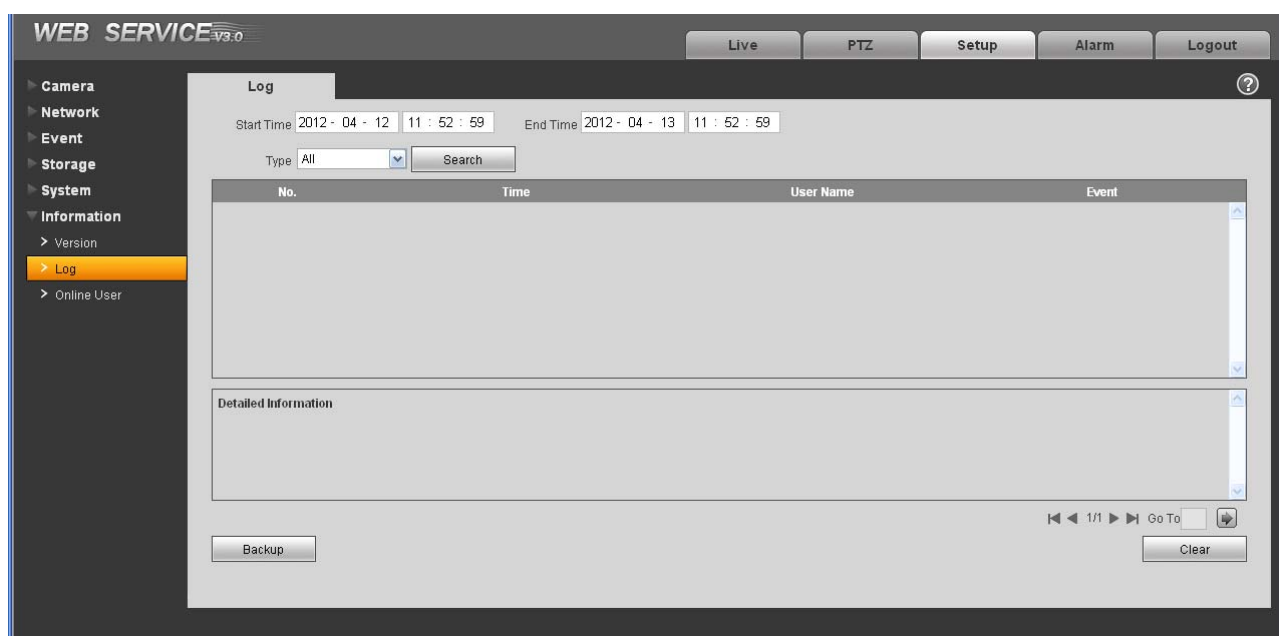 WEB SERVICE V3.0
Live PTZ Setup Alarm Logout
Camera
Network
Event
Storage
System
Information
> Version
> Log
> Online User
Log
?
Start Time 2012 - 04 - 12 11 : 52 : 59 End Time 2012 - 04 - 13 11 : 52 : 59
Type All Search
No. Time User Name Event
Detailed Information
1/1 Go To
Backup Clear